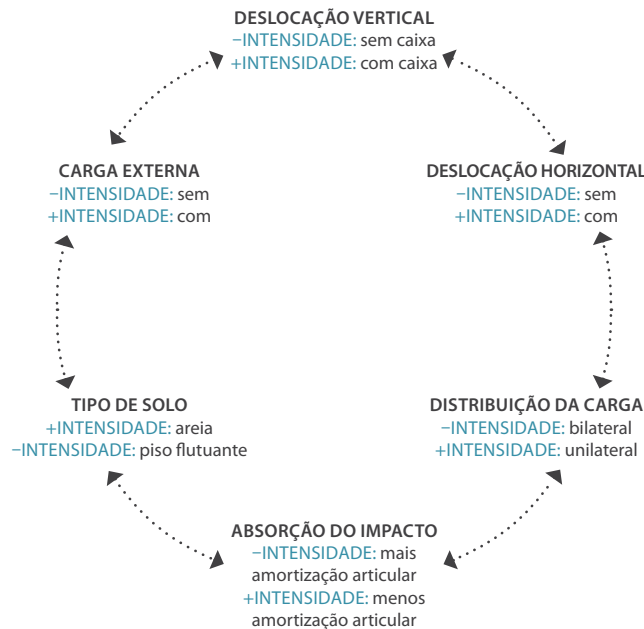 DESLOCAÇÃO VERTICAL
−INTENSIDADE: sem caixa
+INTENSIDADE: com caixa
CARGA EXTERNA
−INTENSIDADE: sem
+INTENSIDADE: com
DESLOCAÇÃO HORIZONTAL
−INTENSIDADE: sem
+INTENSIDADE: com
TIPO DE SOLO
+INTENSIDADE: areia
−INTENSIDADE: piso flutuante
DISTRIBUIÇÃO DA CARGA
−INTENSIDADE: bilateral
+INTENSIDADE: unilateral
ABSORÇÃO DO IMPACTO
−INTENSIDADE: mais
amortização articular
+INTENSIDADE: menos
amortização articular